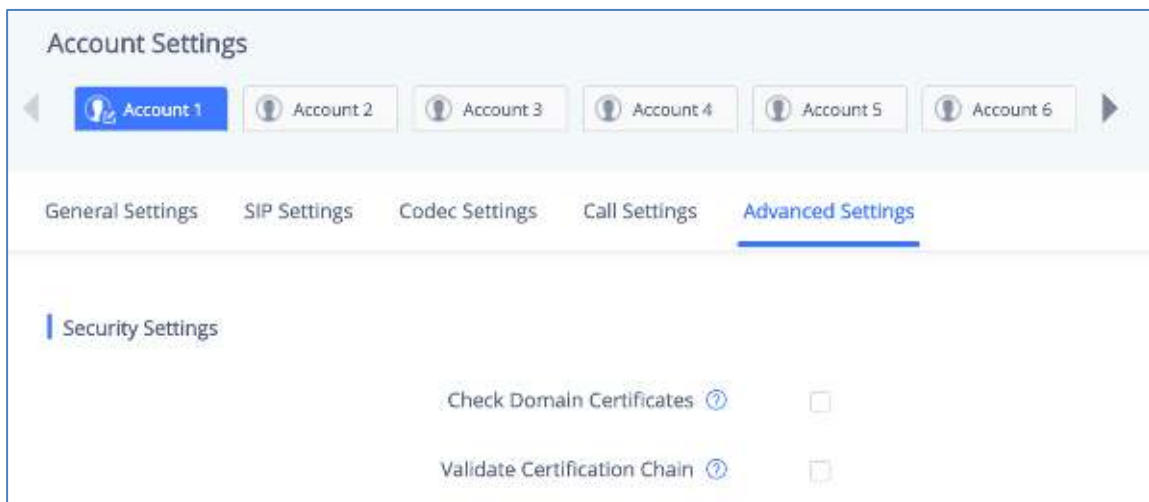 Account Settings
Account 1 Account 2 Account 3 Account 4 Account 5 Account 6
General Settings SIP Settings Codec Settings Call Settings Advanced Settings
Security Settings
Check Domain Certificates ?
Validate Certification Chain ?